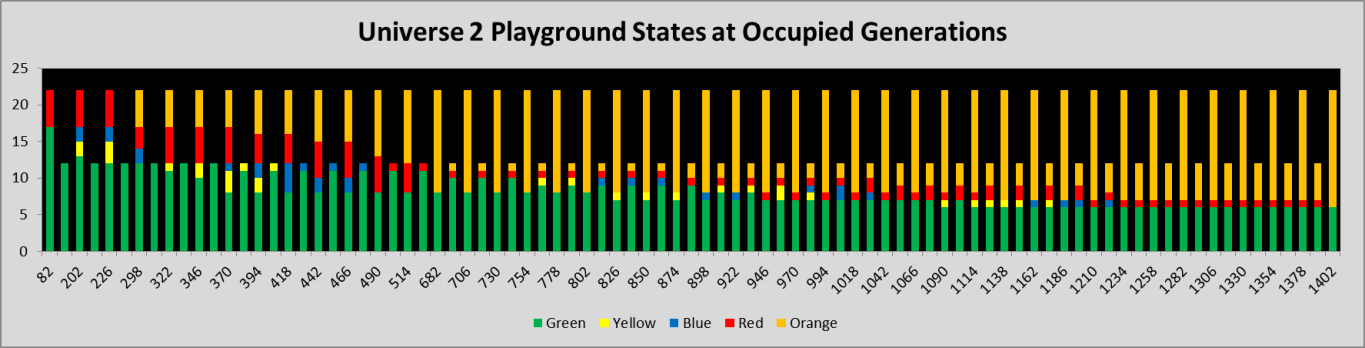 Universe 2 Playground States at Occupied Generations
25
20
15
10
5
0
82 202 226 298 322 346 370 394 418 442 466 490 514 682 706 730 754 778 802 826 850 874 898 922 946 970 994 1018 1042 1066 1090 1114 1138 1162 1186 1210 1234 1258 1282 1306 1330 1354 1378 1402
Green Yellow Blue Red Orange